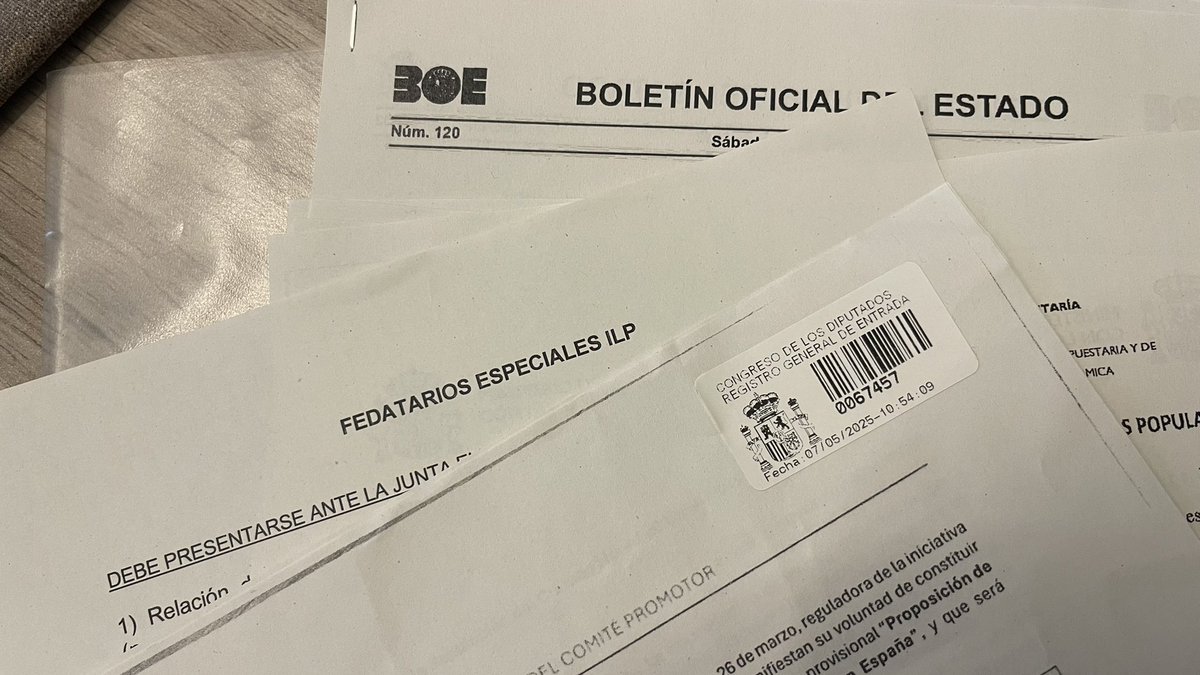 BOE
BOLETÍN OFICIAL DEL ESTADO
Núm. 120
Sábad
FEDATARIOS ESPECIALES ILP
DEBE PRESENTARSE ANTE LA JUNTA
1) Relación
CONGRESO DE LOS DIPUTADOS
REGISTRO GENERAL DE ENTRADA
0067457
Fecha:07/05/2025-10:54:09
DEL COMITÉ PROMOTOR
26 de marzo, reguladora de la iniciativa
nifiestan su voluntad de constituir
provisional "Proposición de
España", y que será
TARÍA
PUESTARIA Y DE
MICA
S POPULA
es